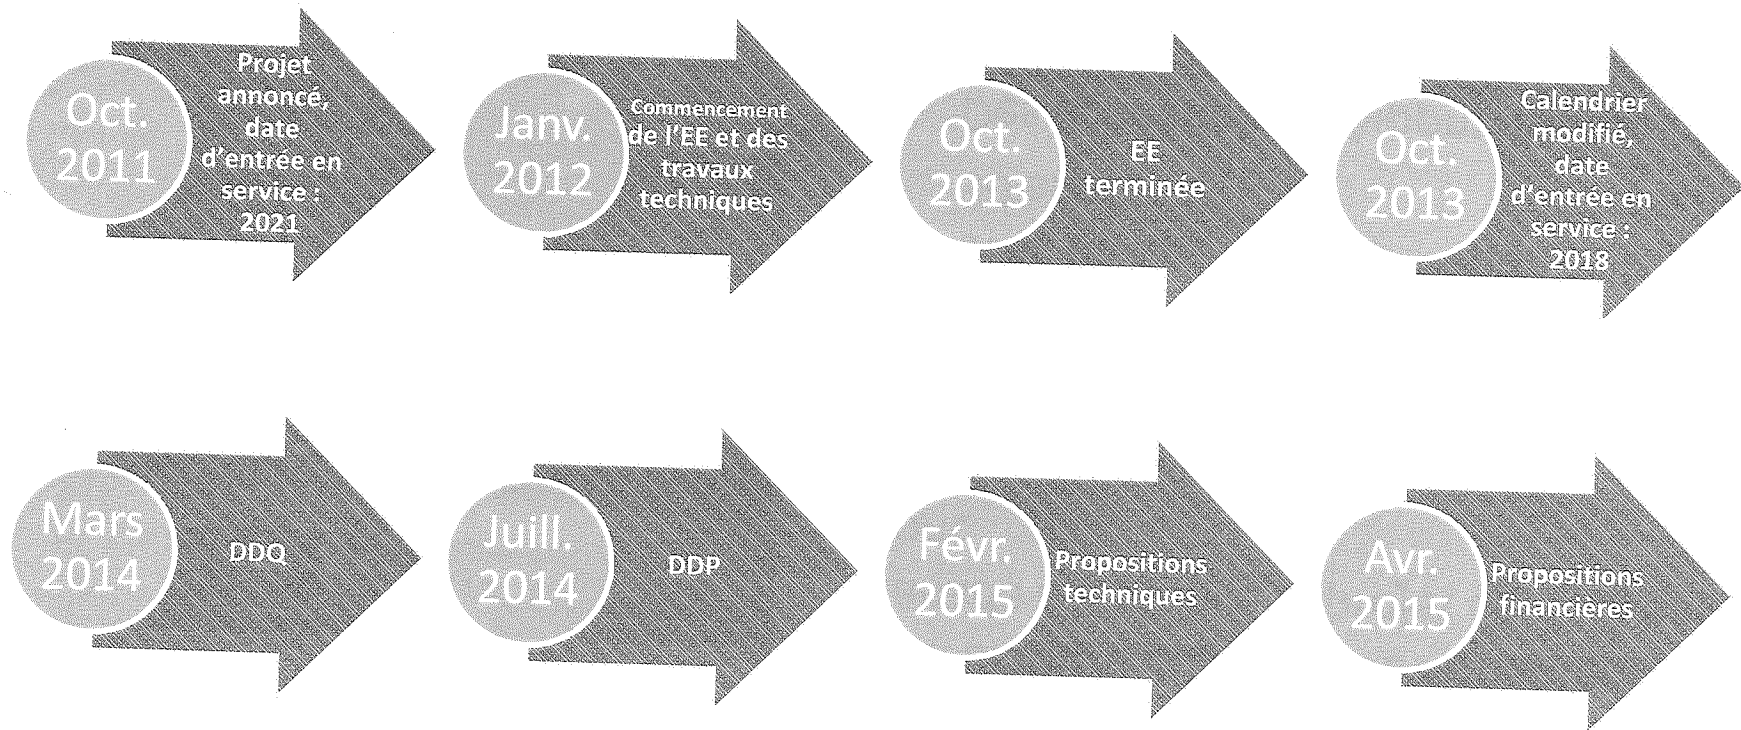 Oct.
2011
Projet
annoncé,
date
d'entrée en
service :
2021
Janv.
2012
Commencement
de l'EE et des
travaux
techniques
Oct.
2013
EE
terminée
Oct.
2013
Calendrier
modifié,
date
d'entrée en
service :
2018
Mars
2014
DDQ
Juill.
2014
DDP
Févr.
2015
Propositions
techniques
Avr.
2015
Propositions
financières